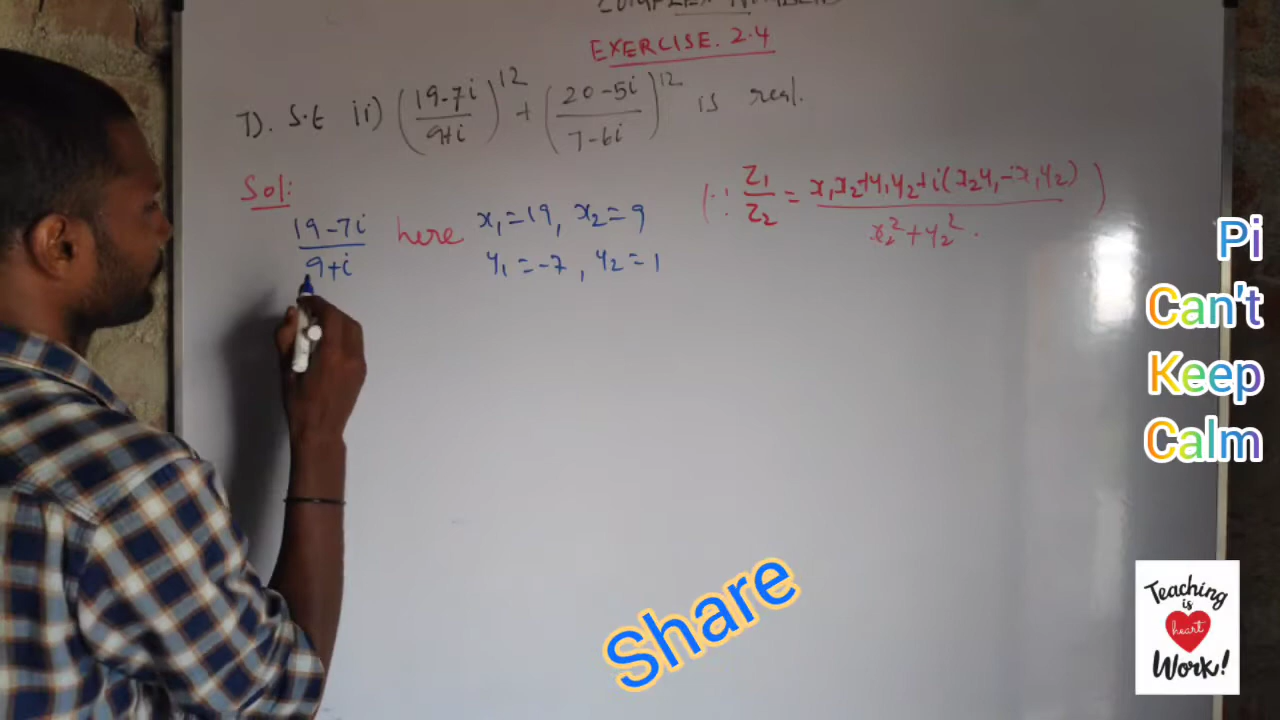 COMPLEX NUMBERS
EXERCISE. 2.4
7). S.t ii) ((19-7i)/(9+i))^12 + ((20-5i)/(7-6i))^12 is real.
Sol:
(19-7i)/(9+i) here x₁=19, x₂=9
y₁=-7, y₂=1
(∵ z₁/z₂ = (x₁x₂+y₁y₂+i(x₂y₁-x₁y₂))/(x₂²+y₂²).)
Pi
Can't
Keep
Calm
Share
Teaching
is
heart
Work!